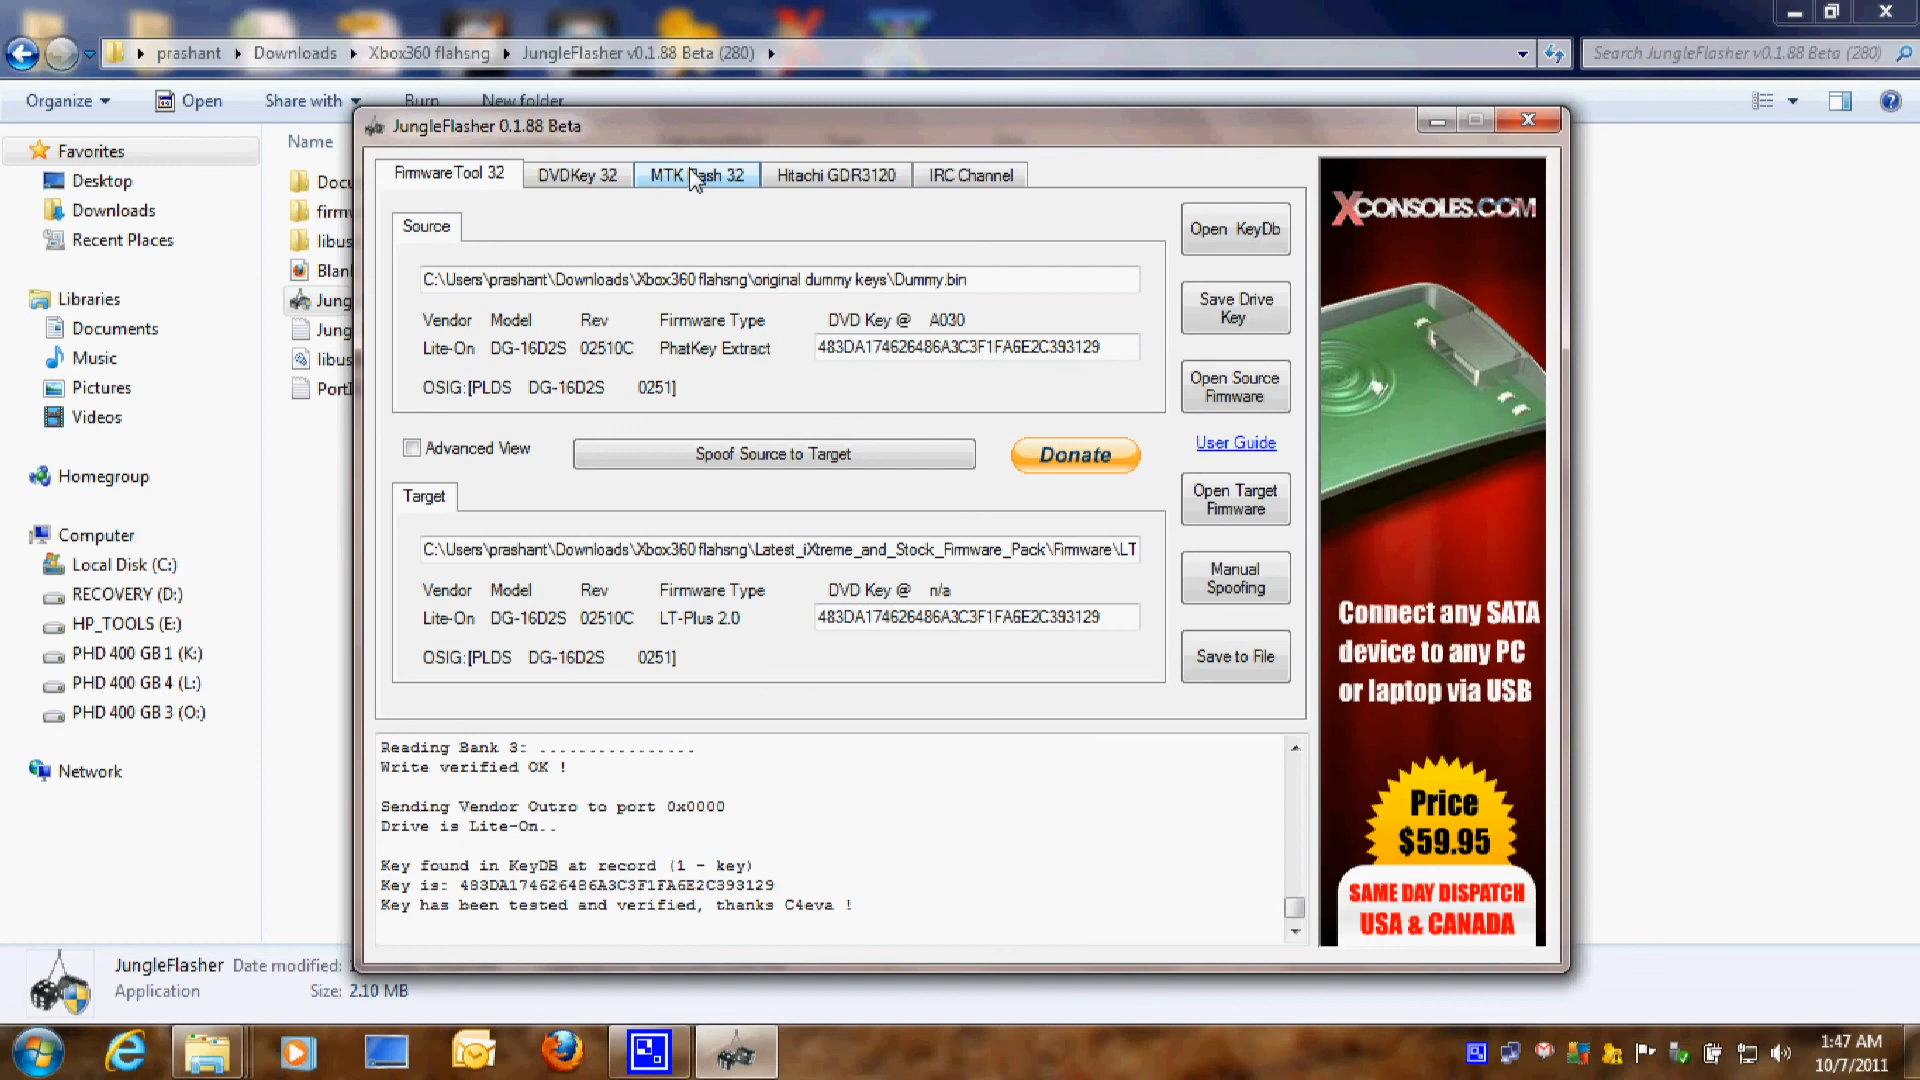 prashant Downloads Xbox360 flahsng JungleFlasher v0.1.88 Beta (280)
Search JungleFlasher v0.1.88 Beta (280)
Organize Open Share with Burn New folder
Favorites
Desktop
Downloads
Recent Places
Libraries
Documents
Music
Pictures
Videos
Homegroup
Computer
Local Disk (C:)
RECOVERY (D:)
HP_TOOLS (E:)
PHD 400 GB 1 (K:)
PHD 400 GB 4 (L:)
PHD 400 GB 3 (O:)
Network
Name
Docu
firmw
libus
Blan
Jung
Jung
libus
PortI
JungleFlasher 0.1.88 Beta
FirmwareTool 32 DVDKey 32 MTK Flash 32 Hitachi GDR3120 IRC Channel
Source
C:\Users\prashant\Downloads\Xbox360 flahsng\original dummy keys\Dummy.bin
Vendor Model Rev Firmware Type DVD Key @ A030
Lite-On DG-16D2S 02510C PhatKey Extract 483DA174626486A3C3F1FA6E2C393129
OSIG:[PLDS DG-16D2S 0251]
Advanced View Spoof Source to Target Donate
Target
C:\Users\prashant\Downloads\Xbox360 flahsng\Latest_iXtreme_and_Stock_Firmware_Pack\Firmware\LT
Vendor Model Rev Firmware Type DVD Key @ n/a
Lite-On DG-16D2S 02510C LT-Plus 2.0 483DA174626486A3C3F1FA6E2C393129
OSIG:[PLDS DG-16D2S 0251]
Open KeyDb
Save Drive
Key
Open Source
Firmware
User Guide
Open Target
Firmware
Manual
Spoofing
Save to File
Reading Bank 3: ................
Write verified OK !
Sending Vendor Outro to port 0x0000
Drive is Lite-On..
Key found in KeyDB at record (1 - key)
Key is: 483DA174626486A3C3F1FA6E2C393129
Key has been tested and verified, thanks C4eva !
XCONSOLES.COM
Connect any SATA
device to any PC
or laptop via USB
Price
$59.95
SAME DAY DISPATCH
USA & CANADA
JungleFlasher Date modified:
Application Size: 2.10 MB
1:47 AM
10/7/2011